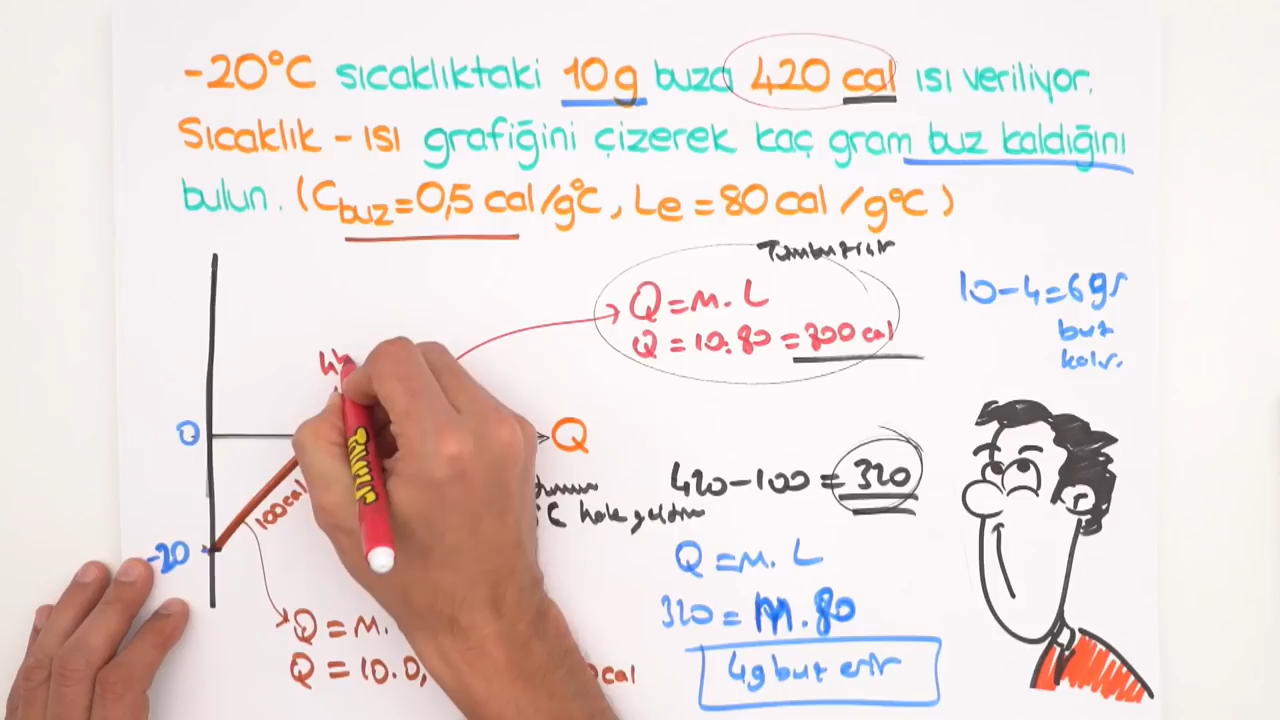 -20°C sıcaklıktaki 10g buza 420 cal ısı veriliyor.
Sıcaklık - ısı grafiğini çizerek kaç gram buz kaldığını
bulun. (Cbuz=0,5 cal/g°C, Le = 80 cal /g°C)
Q = m. L
Q = 10.80 = 800 cal
10-4=6gr
buz
kalır.
0
Q
100cal
-20
420-100 = 320
Q = m. L
320 = m.80
4g buz erir
Q = m.
Q = 10.0,
cal